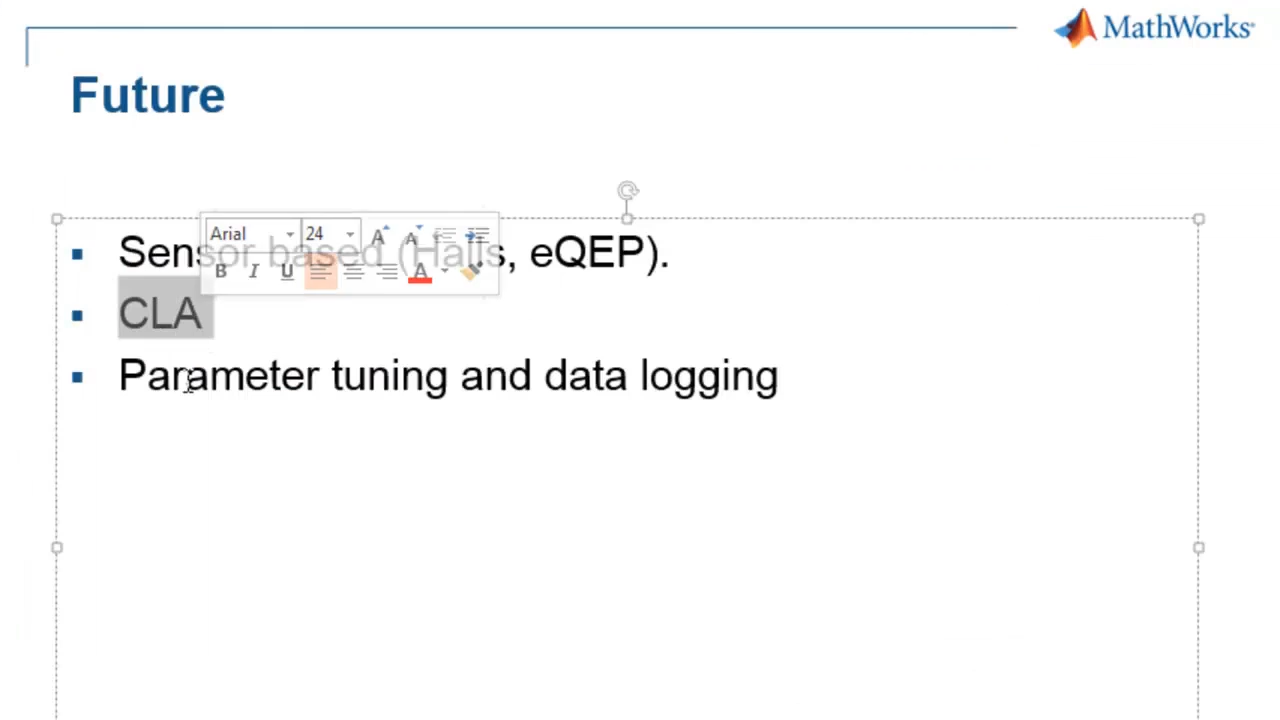 MathWorks®
Future
Arial 24
▪ Sensor based (Halls, eQEP).
B I U A
▪ CLA
▪ Parameter tuning and data logging